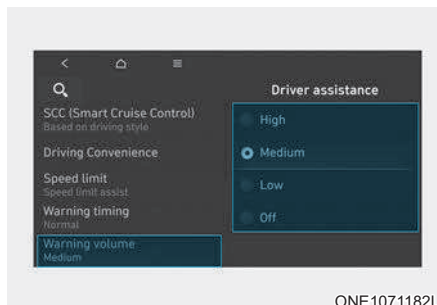 Driver assistance
SCC (Smart Cruise Control)
Based on driving style
Driving Convenience
Speed limit
Speed limit assist
Warning timing
Normal
Warning volume
Medium
High
Medium
Low
Off
ONE1071182L